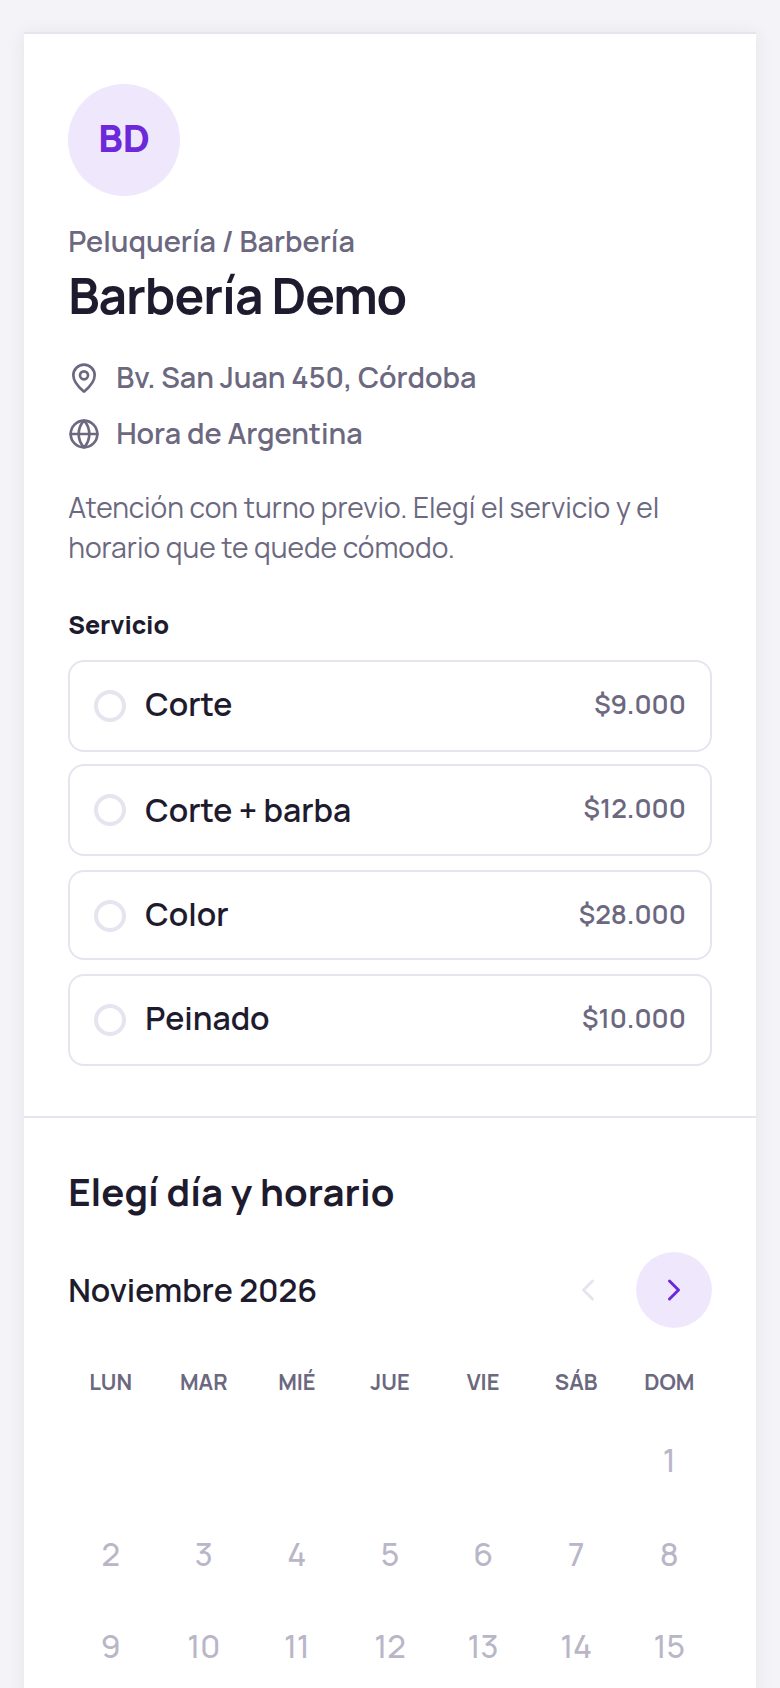 BD
Peluquería / Barbería
Barbería Demo
Bv. San Juan 450, Córdoba
Hora de Argentina
Atención con turno previo. Elegí el servicio y el
horario que te quede cómodo.
Servicio
Corte $9.000
Corte + barba $12.000
Color $28.000
Peinado $10.000
Elegí día y horario
Noviembre 2026
LUN MAR MIÉ JUE VIE SÁB DOM
1
2 3 4 5 6 7 8
9 10 11 12 13 14 15